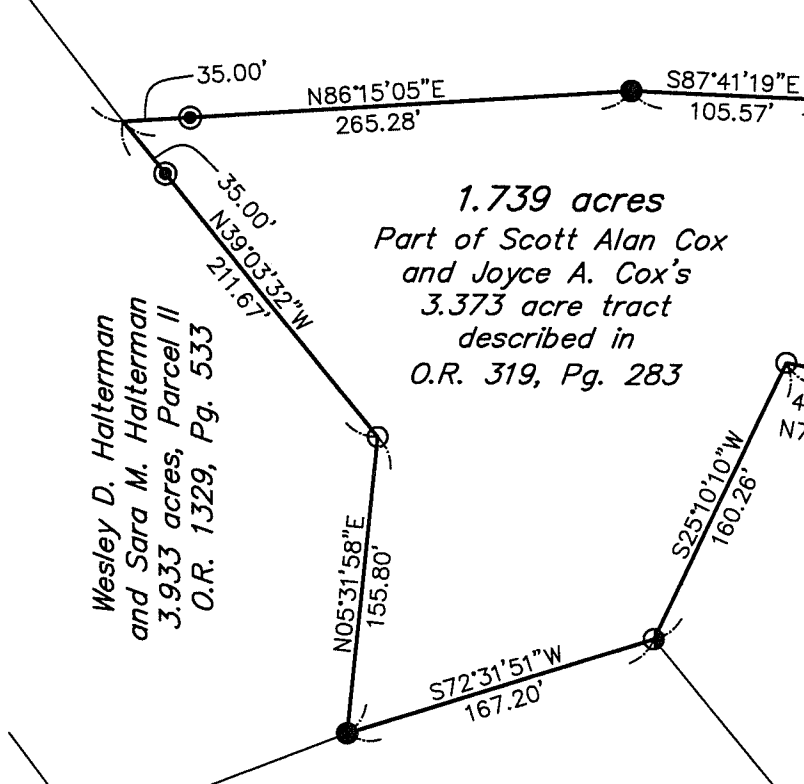 35.00'
N86°15'05"E
265.28'
S87°41'19"E
105.57'
35.00'
N39°03'32"W
211.67'
1.739 acres
Part of Scott Alan Cox
and Joyce A. Cox's
3.373 acre tract
described in
O.R. 319, Pg. 283
Wesley D. Halterman
and Sara M. Halterman
3.933 acres, Parcel II
O.R. 1329, Pg. 533
N05°31'58"E
155.80'
S72°31'51"W
167.20'
S25°10'10"W
160.26'
4
N7